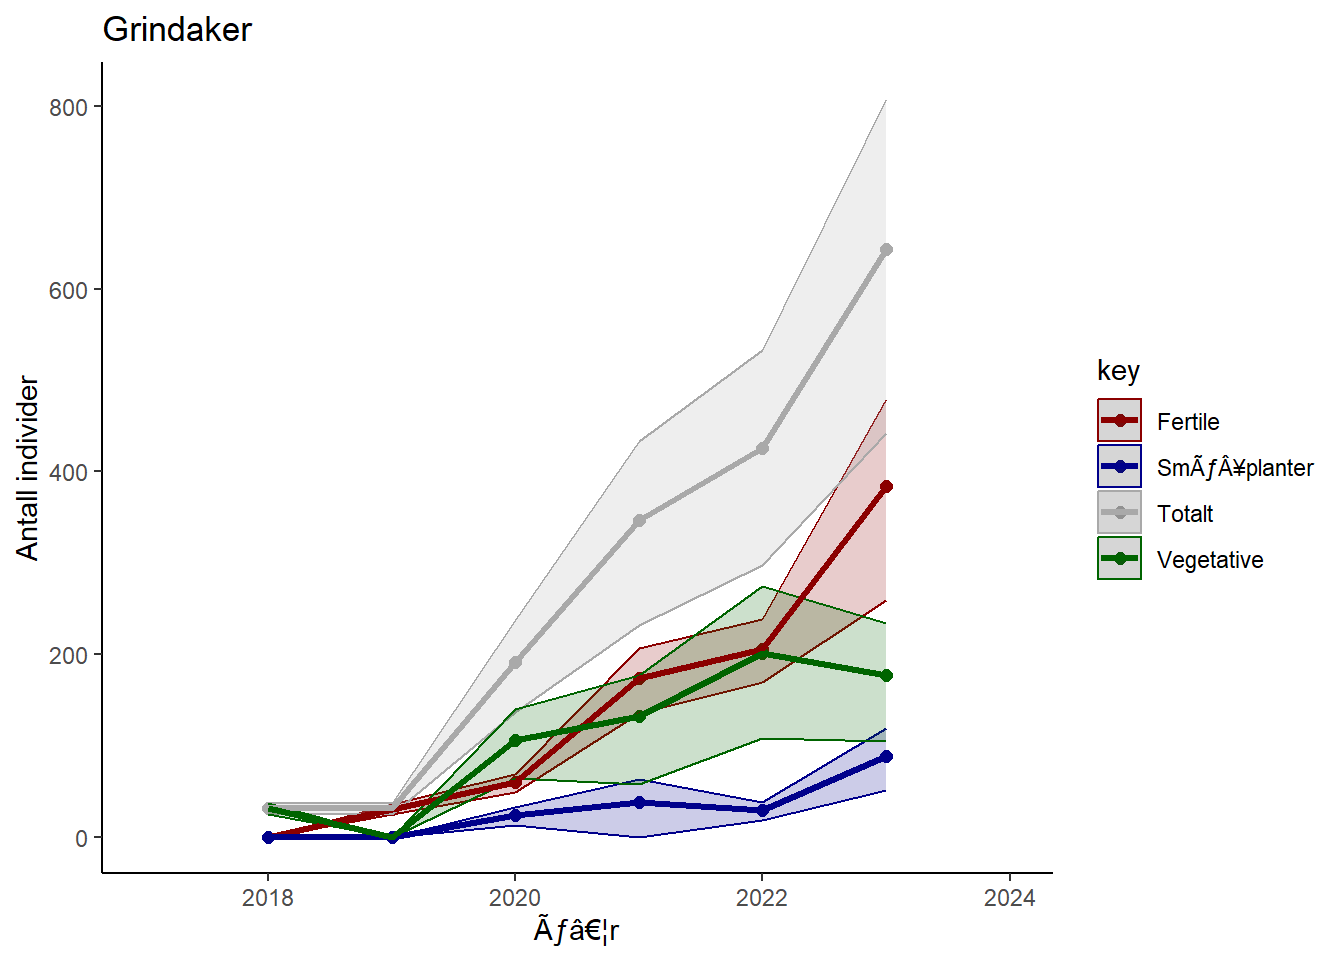 Grindaker
800
600
400
200
0
Antall individer
2018
2020
2022
2024
Ãƒâ€¦r
key
Fertile
SmÃƒÂ¥planter
Totalt
Vegetative